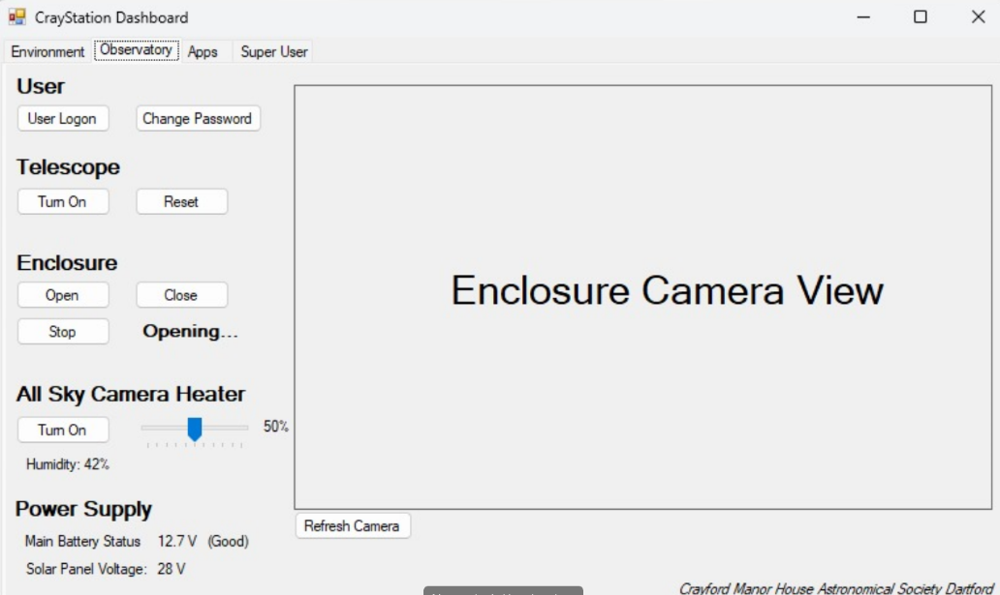 CrayStation Dashboard
Environment Observatory Apps Super User
User
User Logon Change Password
Telescope
Turn On Reset
Enclosure
Open Close
Stop Opening...
All Sky Camera Heater
Turn On 50%
Humidity: 42%
Power Supply
Main Battery Status 12.7 V (Good)
Solar Panel Voltage: 28 V
Enclosure Camera View
Refresh Camera
Crayford Manor House Astronomical Society Dartford